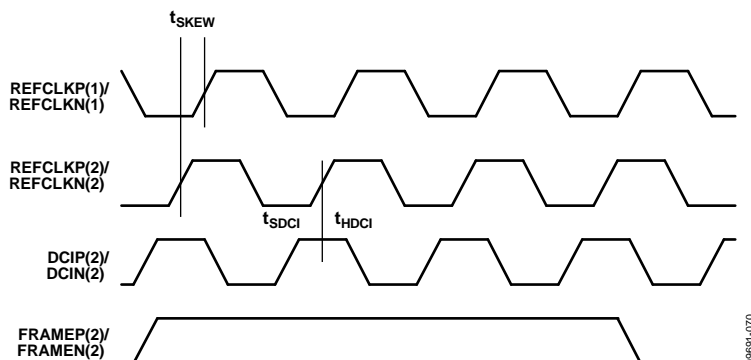 tSKEW
REFCLKP(1)/
REFCLKN(1)
REFCLKP(2)/
REFCLKN(2)
tSDCI
tHDCI
DCIP(2)/
DCIN(2)
FRAMEP(2)/
FRAMEN(2)